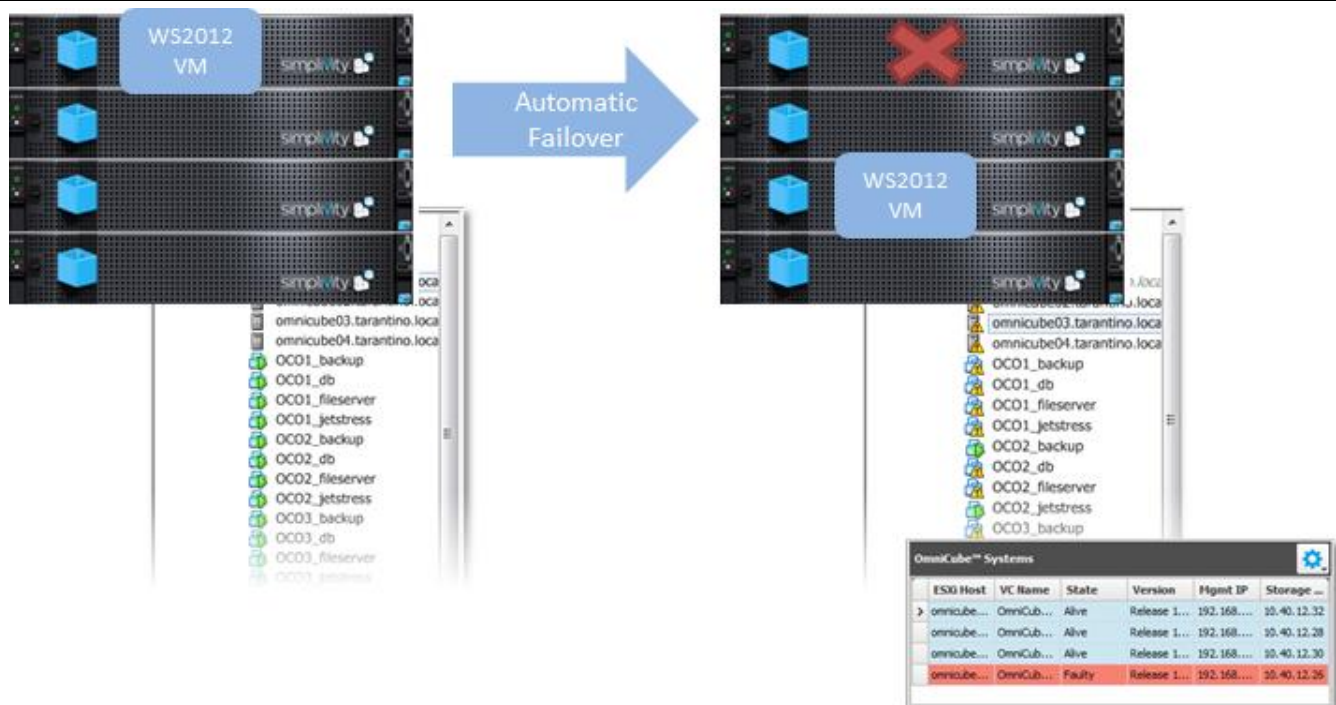 WS2012
VM
simplivity
simplivity
simplivity
simplivity
oca
omnicube03.tarantino.loca
omnicube04.tarantino.loca
OCO1_backup
OCO1_db
OCO1_fileserver
OCO1_jetstress
OCO2_backup
OCO2_db
OCO2_fileserver
OCO2_jetstress
OCO3_backup
OCO3_db
OCO3_fileserver
Automatic
Failover
simplivity
simplivity
WS2012
VM
simplivity
simplivity
omnicube02.tarantino.loca
omnicube03.tarantino.loca
omnicube04.tarantino.loca
OCO1_backup
OCO1_db
OCO1_fileserver
OCO1_jetstress
OCO2_backup
OCO2_db
OCO2_fileserver
OCO2_jetstress
OCO3_backup
OmniCube™ Systems
ESXi Host VC Name State Version Mgmt IP Storage ...
omnicube... OmniCub... Alive Release 1... 192.168.... 10.40.12.32
omnicube... OmniCub... Alive Release 1... 192.168.... 10.40.12.28
omnicube... OmniCub... Alive Release 1... 192.168.... 10.40.12.30
omnicube... OmniCub... Faulty Release 1... 192.168.... 10.40.12.26